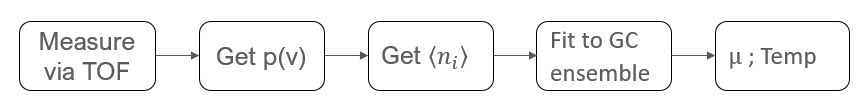 Measure
via TOF
Get p(v)
Get ⟨nᵢ⟩
Fit to GC
ensemble
μ ; Temp